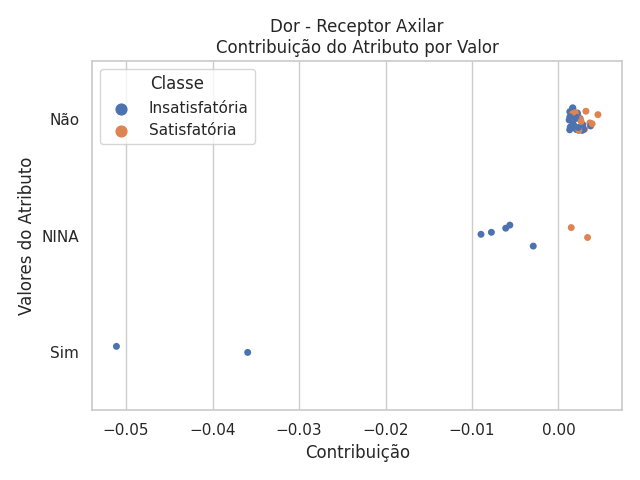 Dor - Receptor Axilar
Contribuição do Atributo por Valor
Classe
Insatisfatória
Satisfatória
Valores do Atributo
Não
NINA
Sim
−0.05 −0.04 −0.03 −0.02 −0.01 0.00
Contribuição